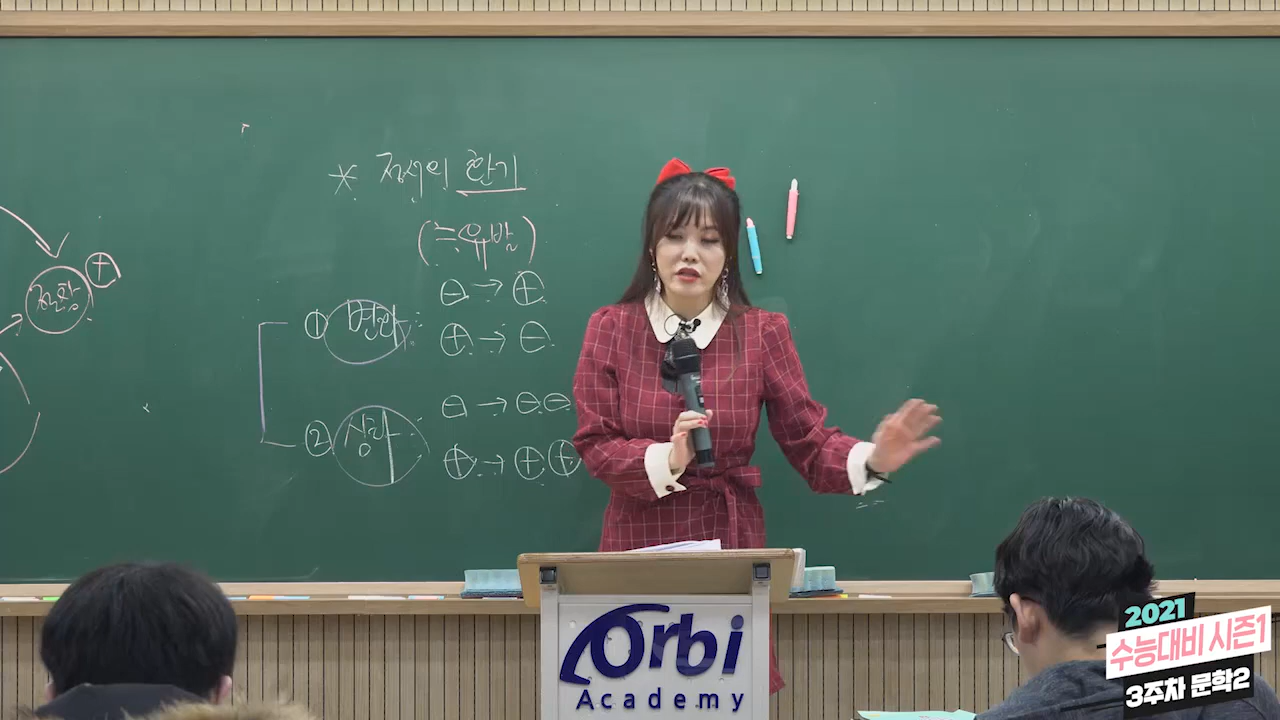 * 정서의 환기
(≒유발)
① 변화 : ⊖→⊕
⊕→⊖
② 심화 : ⊖→⊖⊖
⊕→⊕⊕
전환 ⊕
Orbi
Academy
2021
수능대비 시즌1
3주차 문학2